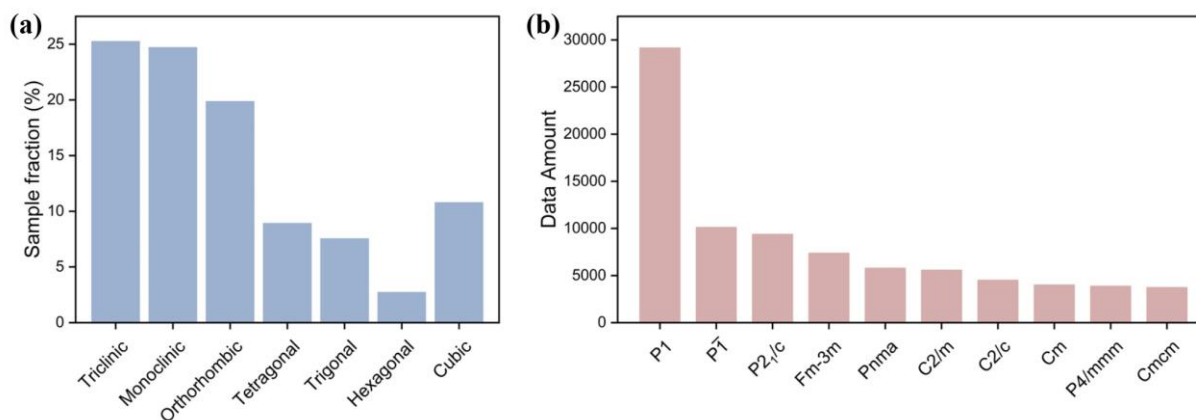 (a)
Sample fraction (%)
25
20
15
10
5
0
Triclinic
Monoclinic
Orthorhombic
Tetragonal
Trigonal
Hexagonal
Cubic
(b)
Data Amount
30000
25000
20000
15000
10000
5000
0
P1
P1̄
P2₁/c
Fm-3m
Pnma
C2/m
C2/c
Cm
P4/mmm
Cmcm